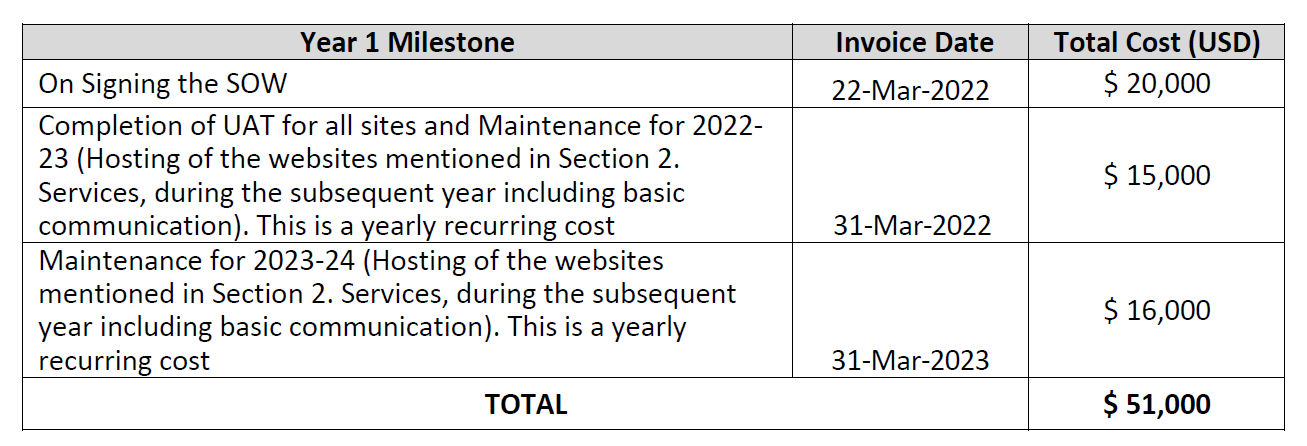 Year 1 Milestone Invoice Date Total Cost (USD)
On Signing the SOW 22-Mar-2022 $ 20,000
Completion of UAT for all sites and Maintenance for 2022-
23 (Hosting of the websites mentioned in Section 2.
Services, during the subsequent year including basic
communication). This is a yearly recurring cost
31-Mar-2022
$ 15,000
Maintenance for 2023-24 (Hosting of the websites
mentioned in Section 2. Services, during the subsequent
year including basic communication). This is a yearly
recurring cost
31-Mar-2023
$ 16,000
TOTAL $ 51,000